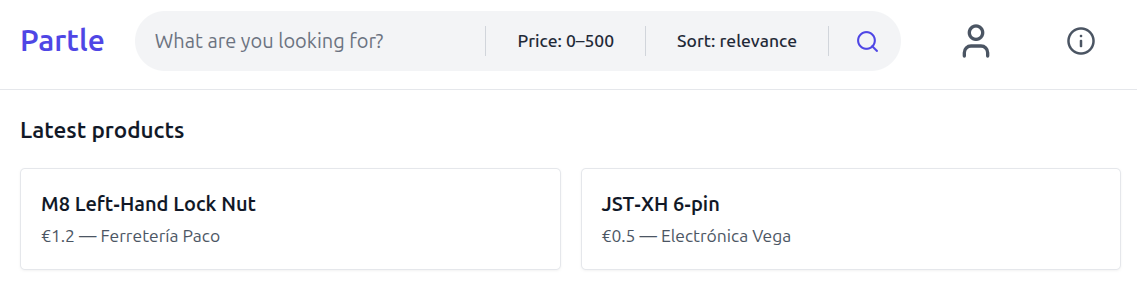 Partle
What are you looking for?
Price: 0–500
Sort: relevance
Latest products
M8 Left-Hand Lock Nut
€1.2 — Ferretería Paco
JST-XH 6-pin
€0.5 — Electrónica Vega